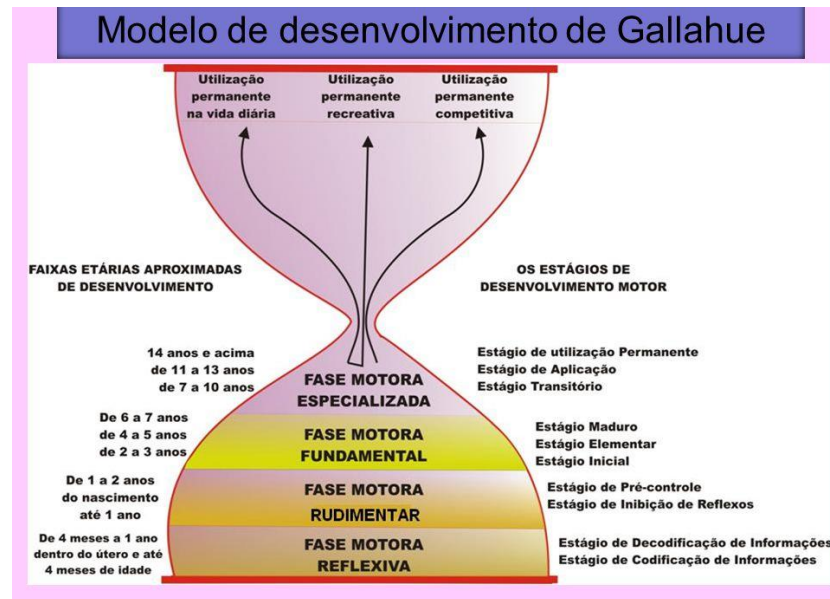 Modelo de desenvolvimento de Gallahue
Utilização
permanente
na vida diária
Utilização
permanente
recreativa
Utilização
permanente
competitiva
FAIXAS ETÁRIAS APROXIMADAS
DE DESENVOLVIMENTO
OS ESTÁGIOS DE
DESENVOLVIMENTO MOTOR
14 anos e acima
de 11 a 13 anos
de 7 a 10 anos
FASE MOTORA
ESPECIALIZADA
Estágio de utilização Permanente
Estágio de Aplicação
Estágio Transitório
De 6 a 7 anos
de 4 a 5 anos
de 2 a 3 anos
FASE MOTORA
FUNDAMENTAL
Estágio Maduro
Estágio Elementar
Estágio Inicial
De 1 a 2 anos
do nascimento
até 1 ano
FASE MOTORA
RUDIMENTAR
Estágio de Pré-controle
Estágio de Inibição de Reflexos
De 4 meses a 1 ano
dentro do útero e até
4 meses de idade
FASE MOTORA
REFLEXIVA
Estágio de Decodificação de Informações
Estágio de Codificação de Informações